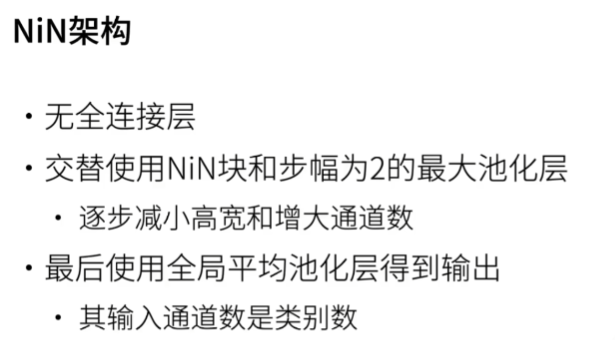 NiN架构
• 无全连接层
• 交替使用NiN块和步幅为2的最大池化层
• 逐步减小高宽和增大通道数
• 最后使用全局平均池化层得到输出
• 其输入通道数是类别数